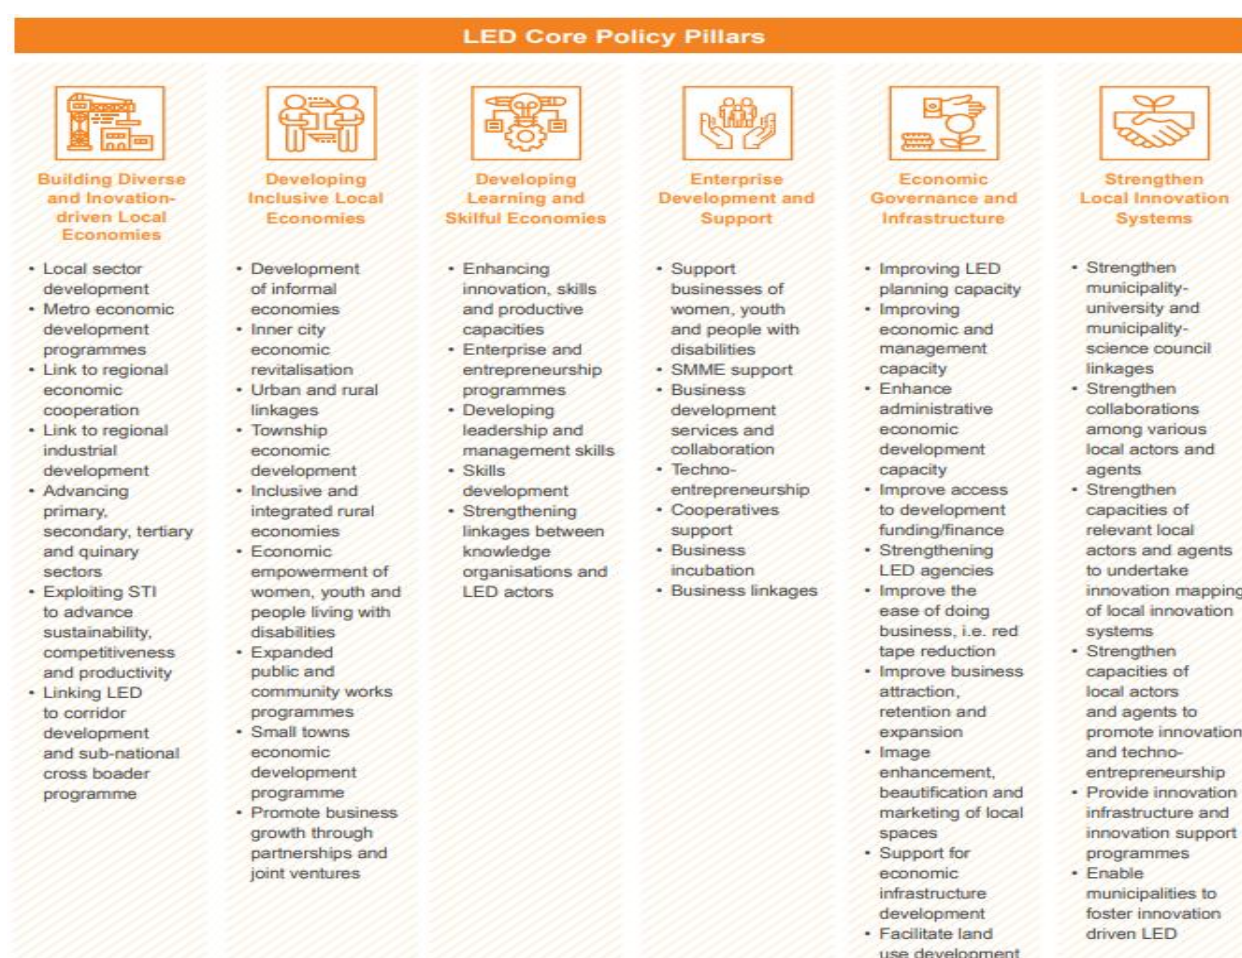 LED Core Policy Pillars
Building Diverse
and Inovation-
driven Local
Economies
• Local sector
development
• Metro economic
development
programmes
• Link to regional
economic
cooperation
• Link to regional
industrial
development
• Advancing
primary,
secondary, tertiary
and quinary
sectors
• Exploiting STI
to advance
sustainability,
competitiveness
and productivity
• Linking LED
to corridor
development
and sub-national
cross boader
programme
Developing
Inclusive Local
Economies
• Development
of informal
economies
• Inner city
economic
revitalisation
• Urban and rural
linkages
• Township
economic
development
• Inclusive and
integrated rural
economies
• Economic
empowerment of
women, youth and
people living with
disabilities
• Expanded
public and
community works
programmes
• Small towns
economic
development
programme
• Promote business
growth through
partnerships and
joint ventures
Developing
Learning and
Skilful Economies
• Enhancing
innovation, skills
and productive
capacities
• Enterprise and
entrepreneurship
programmes
• Developing
leadership and
management skills
• Skills
development
• Strengthening
linkages between
knowledge
organisations and
LED actors
Enterprise
Development and
Support
• Support
businesses of
women, youth
and people with
disabilities
• SMME support
• Business
development
services and
collaboration
• Techno-
entrepreneurship
• Cooperatives
support
• Business
incubation
• Business linkages
Economic
Governance and
Infrastructure
• Improving LED
planning capacity
• Improving
economic and
management
capacity
• Enhance
administrative
economic
development
capacity
• Improve access
to development
funding/finance
• Strengthening
LED agencies
• Improve the
ease of doing
business, i.e. red
tape reduction
• Improve business
attraction,
retention and
expansion
• Image
enhancement,
beautification and
marketing of local
spaces
• Support for
economic
infrastructure
development
• Facilitate land
use development
Strengthen
Local Innovation
Systems
• Strengthen
municipality-
university and
municipality-
science council
linkages
• Strengthen
collaborations
among various
local actors and
agents
• Strengthen
capacities of
relevant local
actors and agents
to undertake
innovation mapping
of local innovation
systems
• Strengthen
capacities of
local actors
and agents to
promote innovation
and techno-
entrepreneurship
• Provide innovation
infrastructure and
innovation support
programmes
• Enable
municipalities to
foster innovation
driven LED